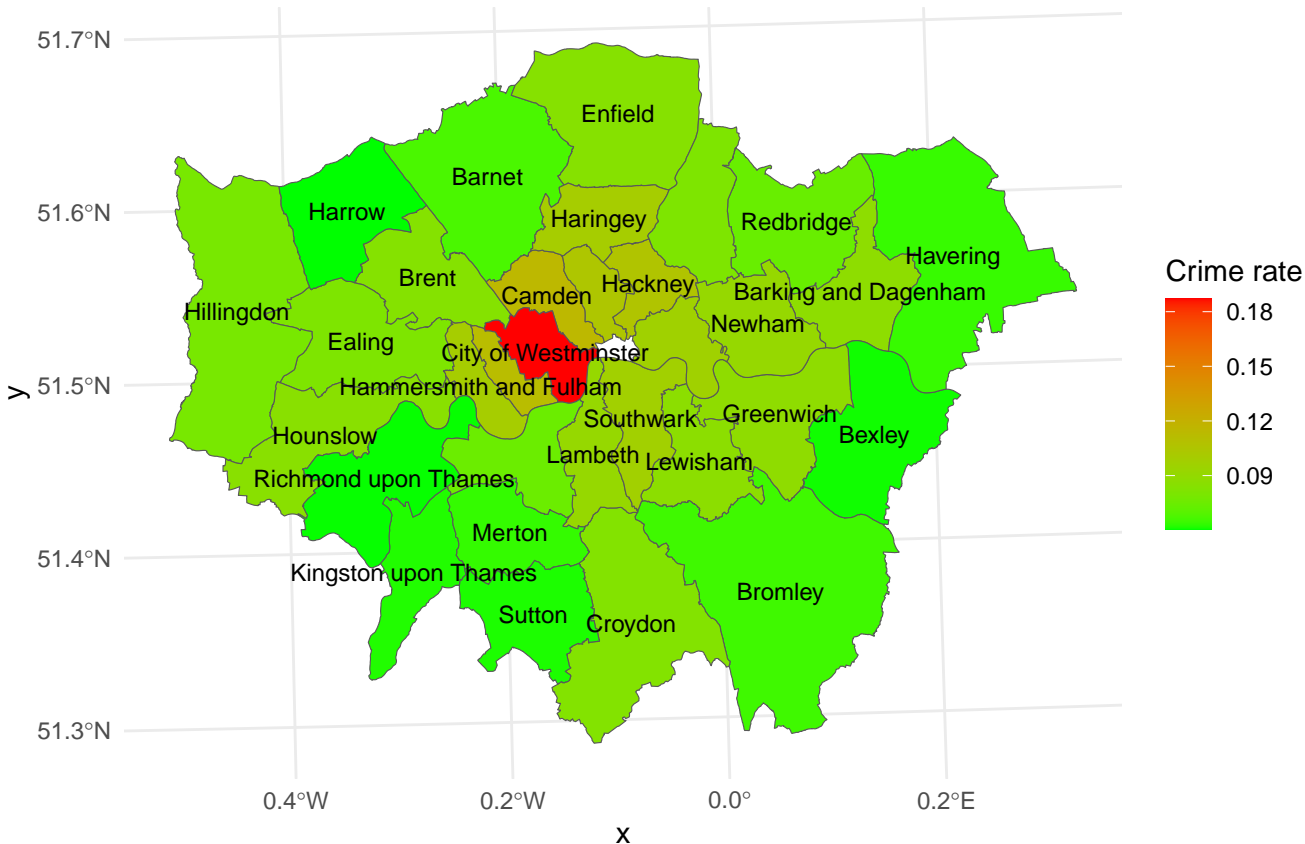 51.7°N
51.6°N
51.5°N
51.4°N
51.3°N
y
Enfield
Barnet
Harrow
Haringey
Redbridge
Havering
Brent
Camden
Hackney
Barking and Dagenham
Hillingdon
Newham
Ealing
City of Westminster
Hammersmith and Fulham
Southwark
Greenwich
Hounslow
Bexley
Lambeth
Lewisham
Richmond upon Thames
Merton
Kingston upon Thames
Bromley
Sutton
Croydon
0.4°W
0.2°W
0.0°
0.2°E
x
Crime rate
0.18
0.15
0.12
0.09